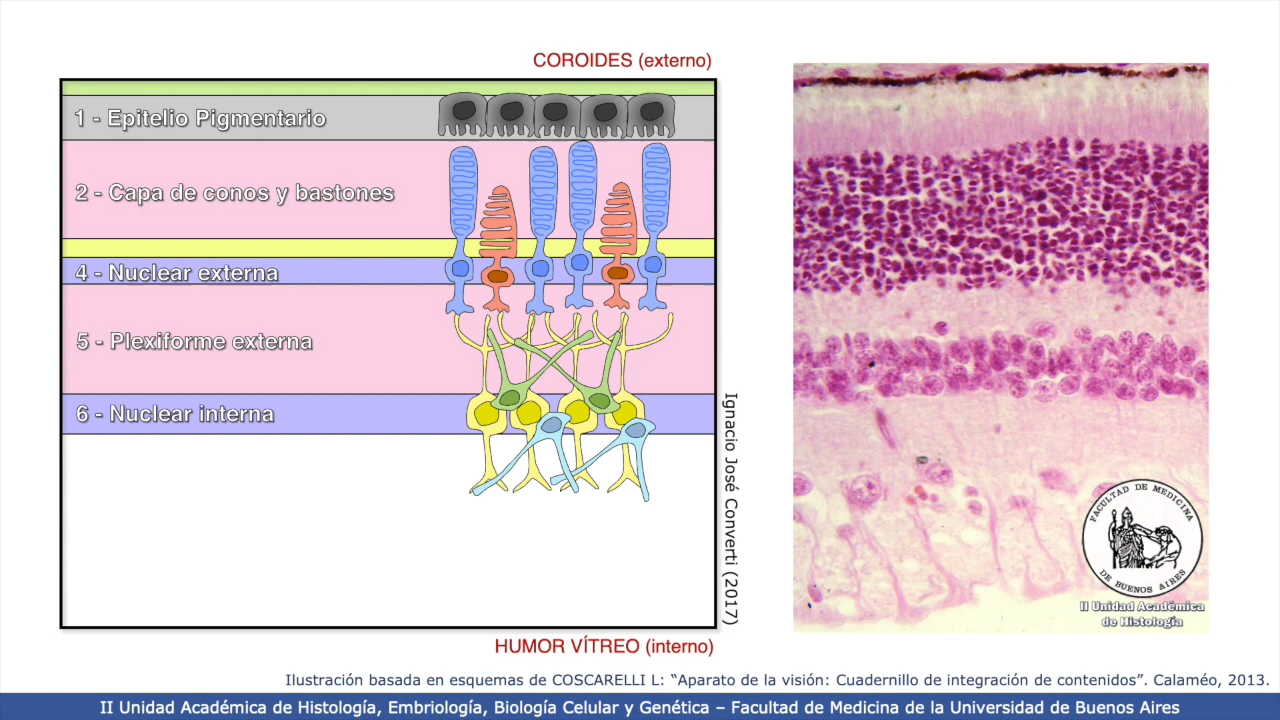 COROIDES (externo)
1 - Epitelio Pigmentario
2 - Capa de conos y bastones
4 - Nuclear externa
5 - Plexiforme externa
6 - Nuclear interna
Ignacio José Converti (2017)
HUMOR VÍTREO (interno)
FACULTAD DE MEDICINA
DE BUENOS AIRES
II Unidad Académica
de Histología
Ilustración basada en esquemas de COSCARELLI L: “Aparato de la visión: Cuadernillo de integración de contenidos”. Calaméo, 2013.
II Unidad Académica de Histología, Embriología, Biología Celular y Genética – Facultad de Medicina de la Universidad de Buenos Aires